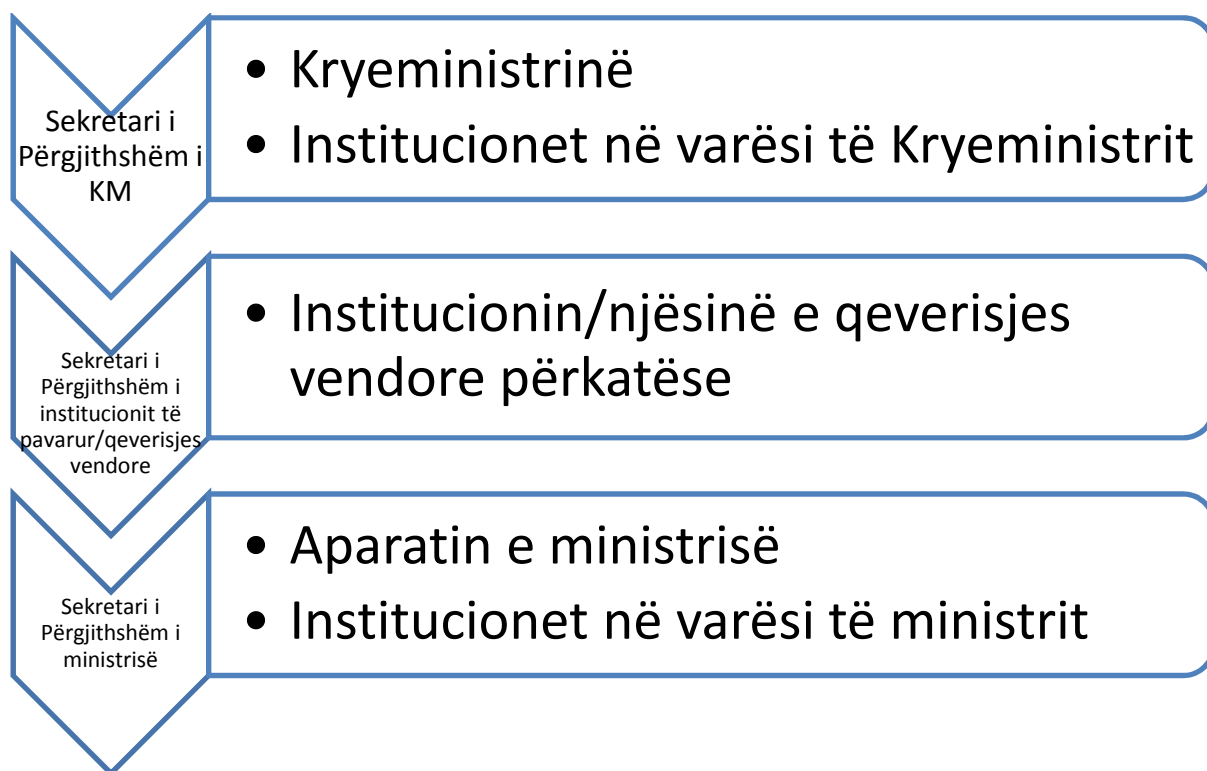 Sekretari i
Përgjithshëm i
KM
• Kryeministrinë
• Institucionet në varësi të Kryeministrit
Sekretari i
Përgjithshëm i
institucionit të
pavarur/qeverisjes
vendore
• Institucionin/njësinë e qeverisjes
vendore përkatëse
Sekretari i
Përgjithshëm i
ministrisë
• Aparatin e ministrisë
• Institucionet në varësi të ministrit